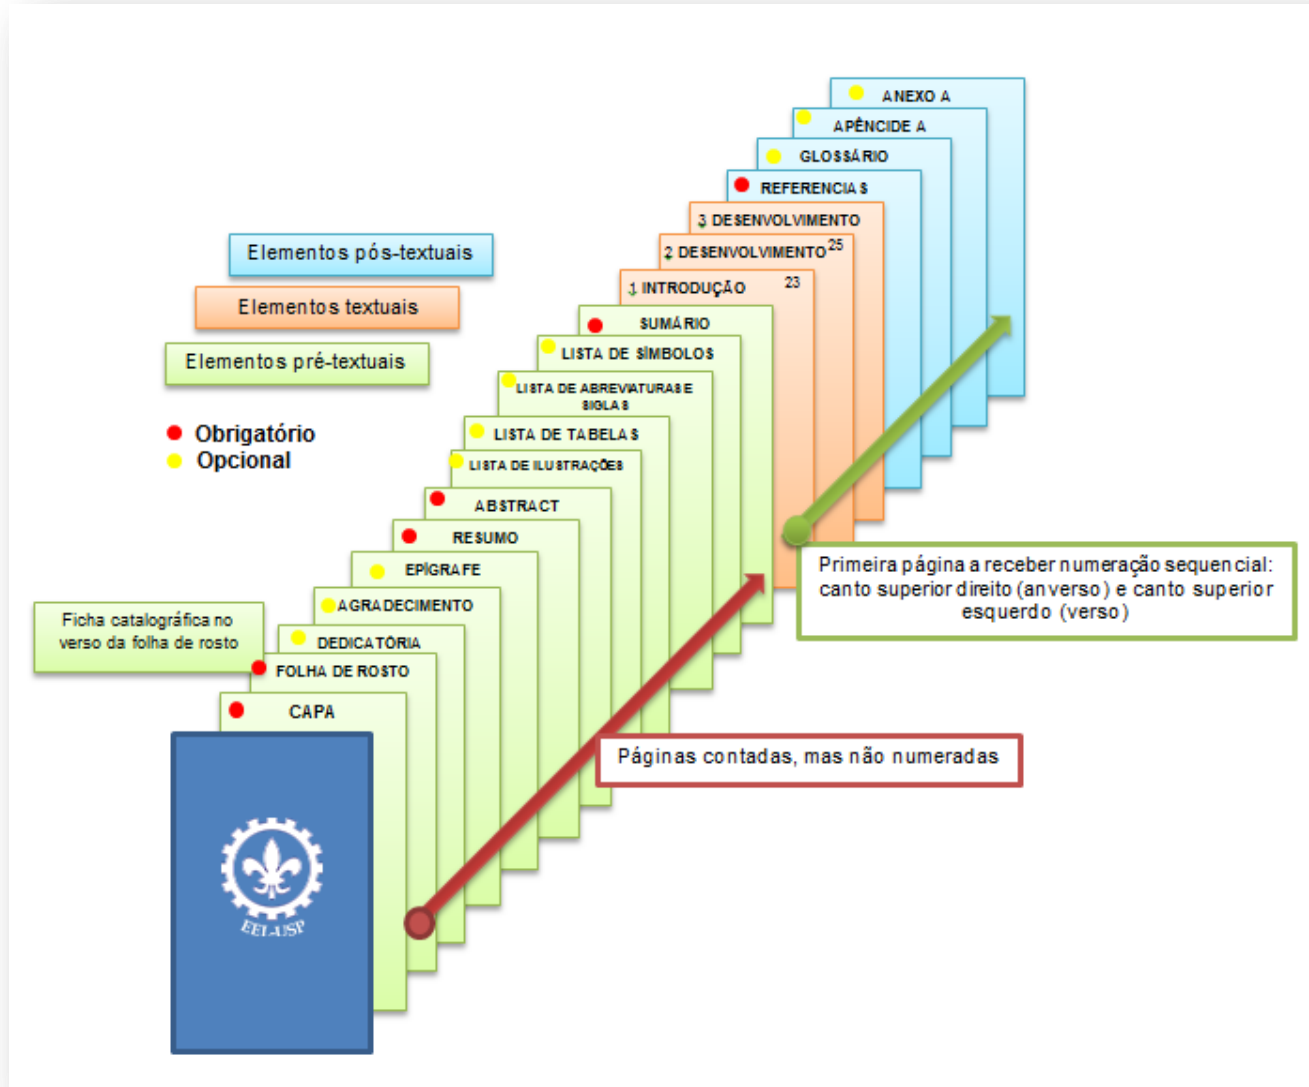 ANEXO A
APÊNCIDE A
GLOSSÁRIO
REFERENCIAS
3 DESENVOLVIMENTO
2 DESENVOLVIMENTO 25
1 INTRODUÇÃO 23
SUMÁRIO
LISTA DE SÍMBOLOS
LISTA DE ABREVIATURAS E
SIGLAS
LISTA DE TABELAS
LISTA DE ILUSTRAÇÕES
ABSTRACT
RESUMO
EPÍGRAFE
AGRADECIMENTO
DEDICATÓRIA
FOLHA DE ROSTO
CAPA
EEL-USP
Elementos pós-textuais
Elementos textuais
Elementos pré-textuais
Obrigatório
Opcional
Ficha catalográfica no
verso da folha de rosto
Primeira página a receber numeração sequencial:
canto superior direito (anverso) e canto superior
esquerdo (verso)
Páginas contadas, mas não numeradas